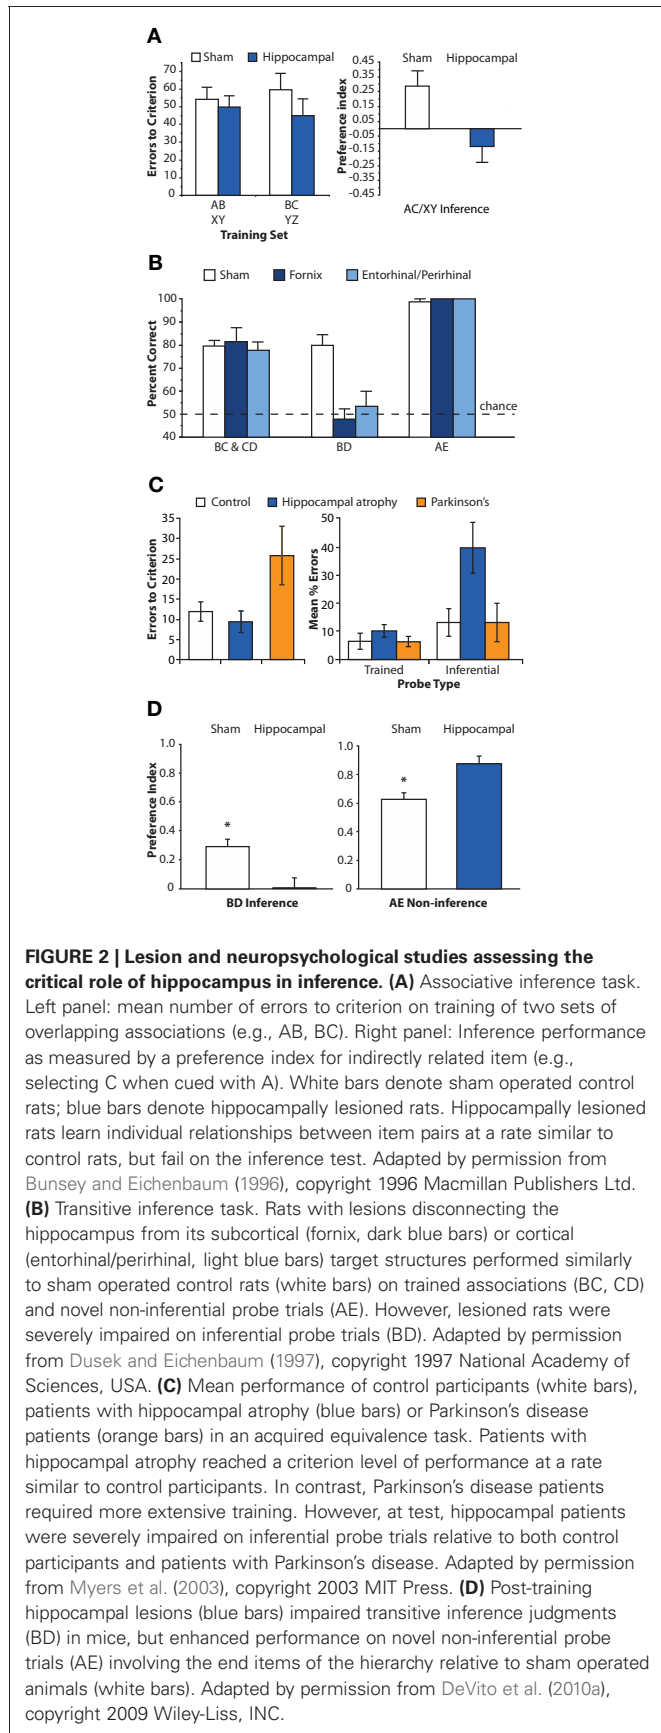 A
Sham Hippocampal
70
60
50
40
30
20
10
0
Errors to Criterion
AB BC
XY YZ
Training Set
Sham Hippocampal
0.45
0.35
0.25
0.15
0.05
-0.05
-0.15
-0.25
-0.35
-0.45
Preference index
AC/XY Inference
B
Sham Fornix Entorhinal/Perirhinal
100
90
80
70
60
50
40
Percent Correct
chance
BC & CD BD AE
C
Control Hippocampal atrophy Parkinson's
35
30
25
20
15
10
5
0
Errors to Criterion
50
40
30
20
10
0
Mean % Errors
Trained Inferential
Probe Type
D
Sham Hippocampal
1.0
0.8
0.6
0.4
0.2
0
Preference Index
*
BD Inference
Sham Hippocampal
1.0
0.8
0.6
0.4
0.2
0
*
AE Non-inference
FIGURE 2 | Lesion and neuropsychological studies assessing the
critical role of hippocampus in inference. (A) Associative inference task.
Left panel: mean number of errors to criterion on training of two sets of
overlapping associations (e.g., AB, BC). Right panel: Inference performance
as measured by a preference index for indirectly related item (e.g.,
selecting C when cued with A). White bars denote sham operated control
rats; blue bars denote hippocampally lesioned rats. Hippocampally lesioned
rats learn individual relationships between item pairs at a rate similar to
control rats, but fail on the inference test. Adapted by permission from
Bunsey and Eichenbaum (1996), copyright 1996 Macmillan Publishers Ltd.
(B) Transitive inference task. Rats with lesions disconnecting the
hippocampus from its subcortical (fornix, dark blue bars) or cortical
(entorhinal/perirhinal, light blue bars) target structures performed similarly
to sham operated control rats (white bars) on trained associations (BC, CD)
and novel non-inferential probe trials (AE). However, lesioned rats were
severely impaired on inferential probe trials (BD). Adapted by permission
from Dusek and Eichenbaum (1997), copyright 1997 National Academy of
Sciences, USA. (C) Mean performance of control participants (white bars),
patients with hippocampal atrophy (blue bars) or Parkinson's disease
patients (orange bars) in an acquired equivalence task. Patients with
hippocampal atrophy reached a criterion level of performance at a rate
similar to control participants. In contrast, Parkinson's disease patients
required more extensive training. However, at test, hippocampal patients
were severely impaired on inferential probe trials relative to both control
participants and patients with Parkinson's disease. Adapted by permission
from Myers et al. (2003), copyright 2003 MIT Press. (D) Post-training
hippocampal lesions (blue bars) impaired transitive inference judgments
(BD) in mice, but enhanced performance on novel non-inferential probe
trials (AE) involving the end items of the hierarchy relative to sham operated
animals (white bars). Adapted by permission from DeVito et al. (2010a),
copyright 2009 Wiley-Liss, INC.